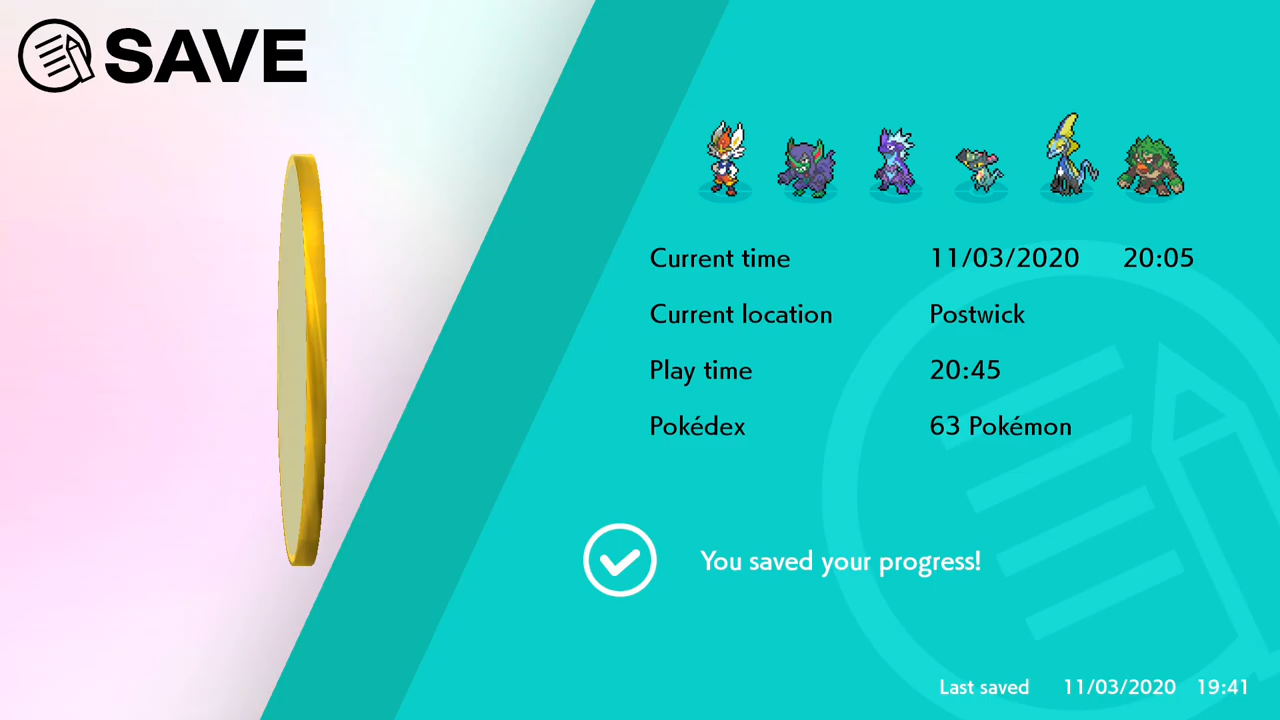 SAVE
Current time 11/03/2020 20:05
Current location Postwick
Play time 20:45
Pokédex 63 Pokémon
You saved your progress!
Last saved 11/03/2020 19:41